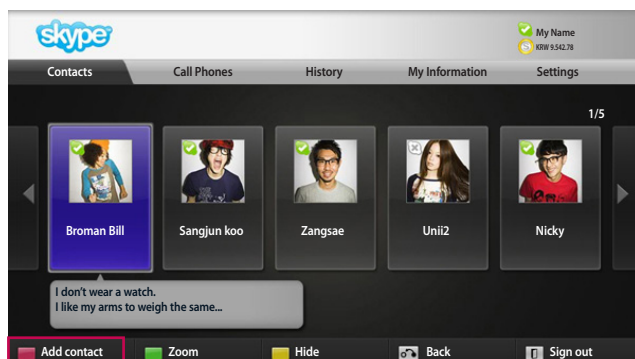 skype
My Name
KRW 9.542.78
Contacts Call Phones History My Information Settings
1/5
Broman Bill Sangjun koo Zangsae Unii2 Nicky
I don't wear a watch.
I like my arms to weigh the same...
Add contact Zoom Hide Back Sign out